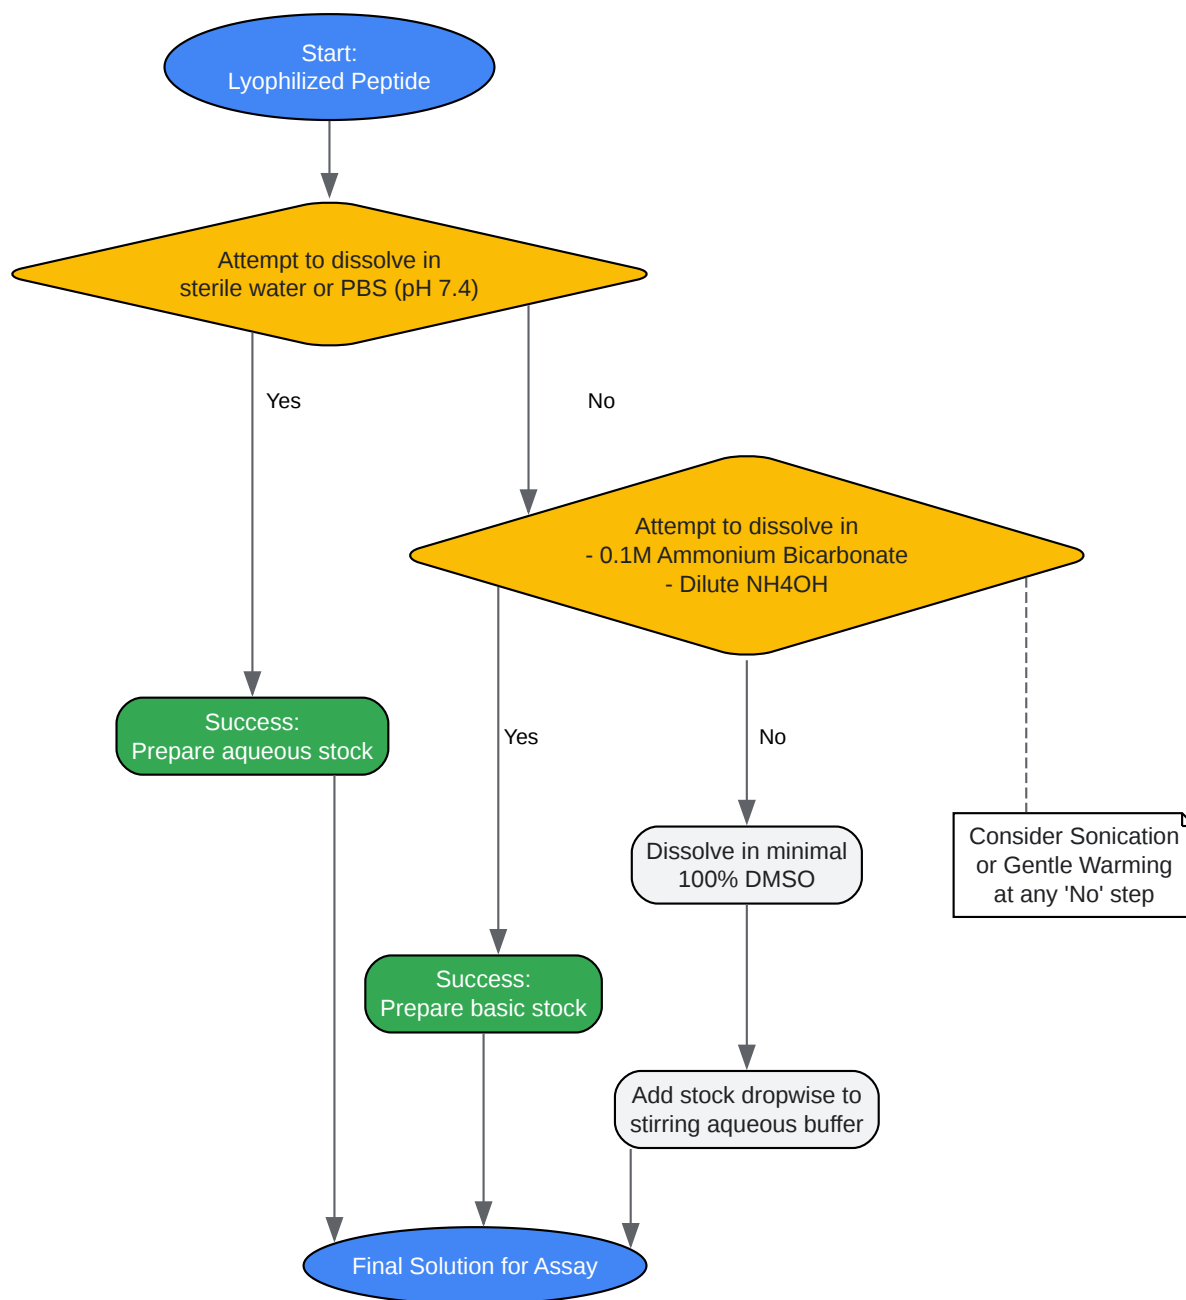 Start:
Lyophilized Peptide
Attempt to dissolve in
sterile water or PBS (pH 7.4)
Yes
No
Attempt to dissolve in
- 0.1M Ammonium Bicarbonate
- Dilute NH4OH
Success:
Prepare aqueous stock
Yes
No
Dissolve in minimal
100% DMSO
Consider Sonication
or Gentle Warming
at any 'No' step
Success:
Prepare basic stock
Add stock dropwise to
stirring aqueous buffer
Final Solution for Assay